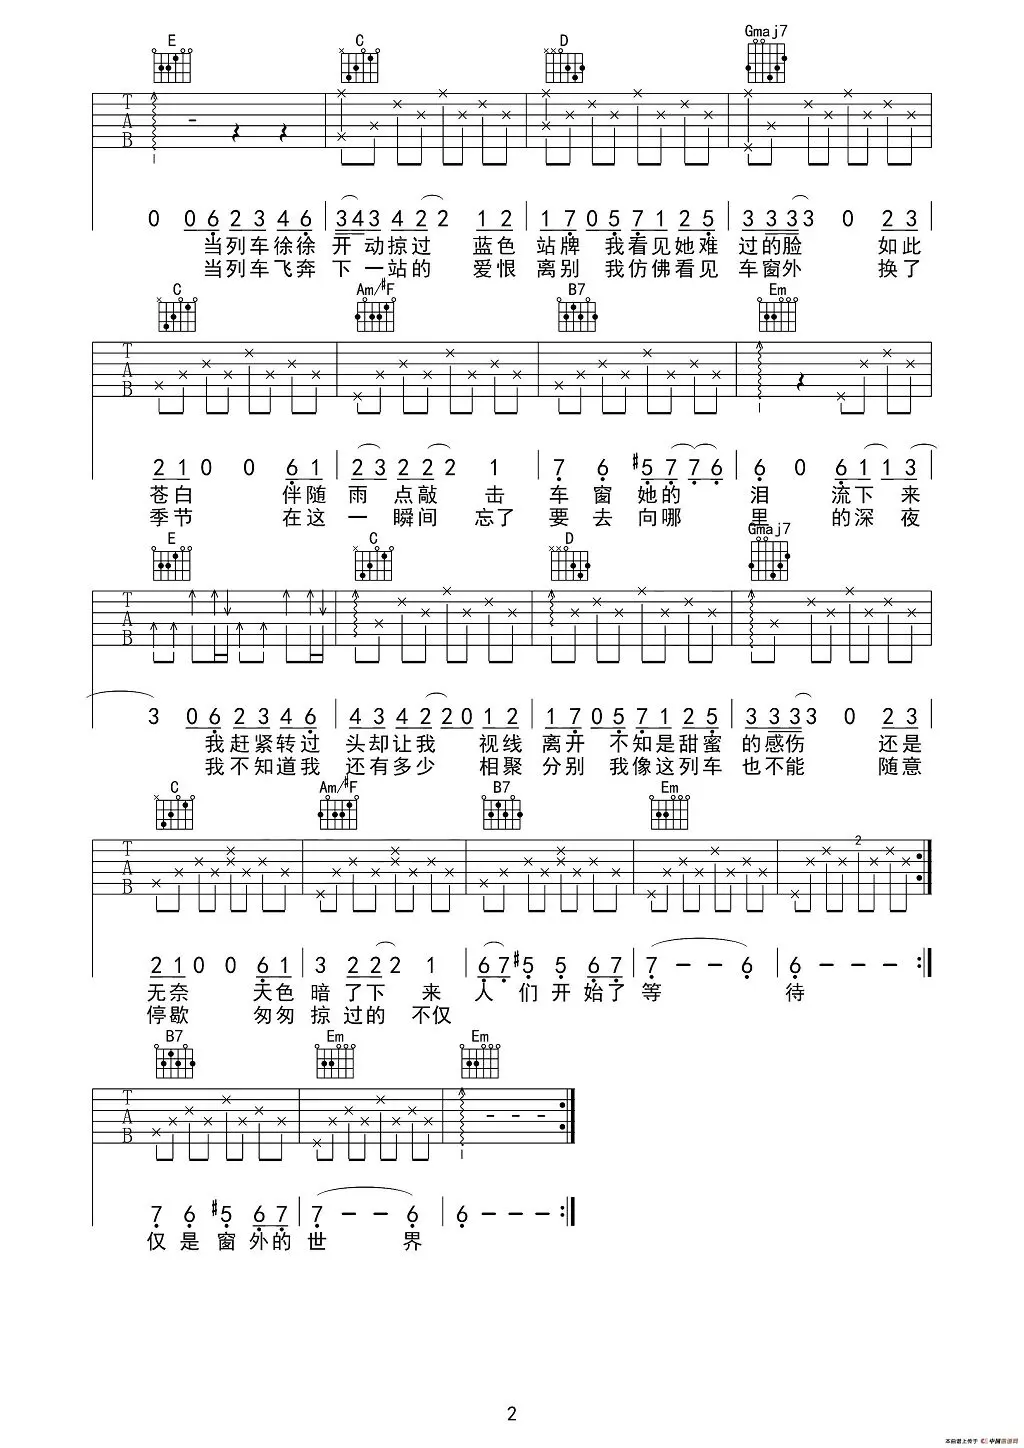 E C D Gmaj7
T A B
0 0 6 2 3 4 6 3 4 3 4 2 2 1 2 1 7 0 5 7 1 2 5 3 3 3 3 0 2 3
当列车徐徐 开动掠过 蓝色 站牌 我看见她难 过的脸 如此
当列车飞奔 下一站的 爱恨 离别 我仿佛看见 车窗外 换了
C Am/#F B7 Em
T A B
2 1 0 0 6 1 2 3 2 2 2 1 7 6 #5 7 7 6 6 0 6 1 1 3
苍白 伴随 雨 点敲 击 车 窗 她的 泪 流下 来
季节 在这 一 瞬间 忘了 要 去 向哪 里 的深 夜
E C D Gmaj7
T A B
3 0 6 2 3 4 6 4 3 4 2 2 0 1 2 1 7 0 5 7 1 2 5 3 3 3 3 0 2 3
我赶紧转过 头却让我 视线 离开 不知是甜蜜 的感伤 还是
我不知道我 还有多少 相聚 分别 我像这列车 也不能 随意
C Am/#F B7 Em
T A B 2
2 1 0 0 6 1 3 2 2 2 1 6 7 #5 5 6 7 7 – – 6 6 – – – :
无奈 天色 暗 了下 来 人 们 开 始了 等 待
停歇 匆匆 掠 过的 不仅
B7 Em Em
T A B - - -
7 6 #5 6 7 7 – – 6 6 – – – :
仅 是 窗 外的 世 界
2
本曲谱上传于 中国曲谱网